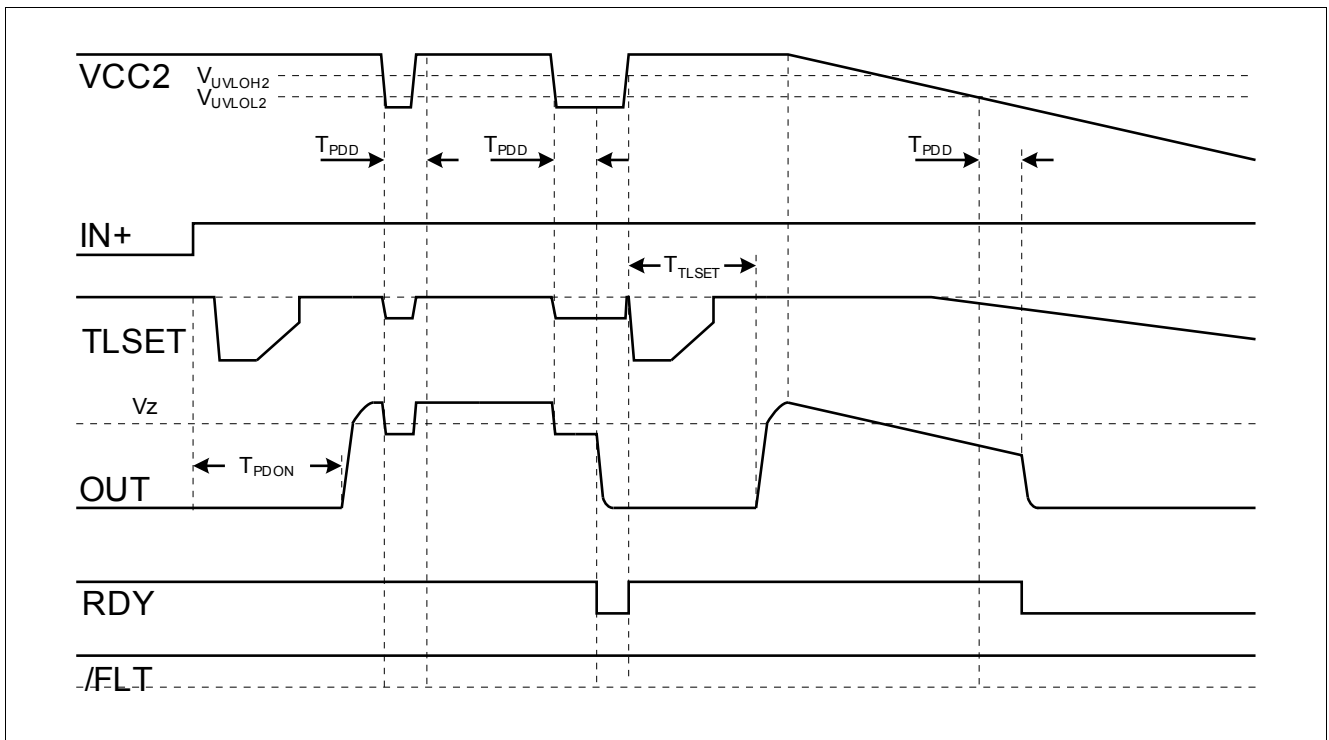 VCC2
VUVLOH2
VUVLOL2
TPDD
TPDD
TPDD
IN+
TTLSET
TLSET
Vz
TPDON
OUT
RDY
/FLT